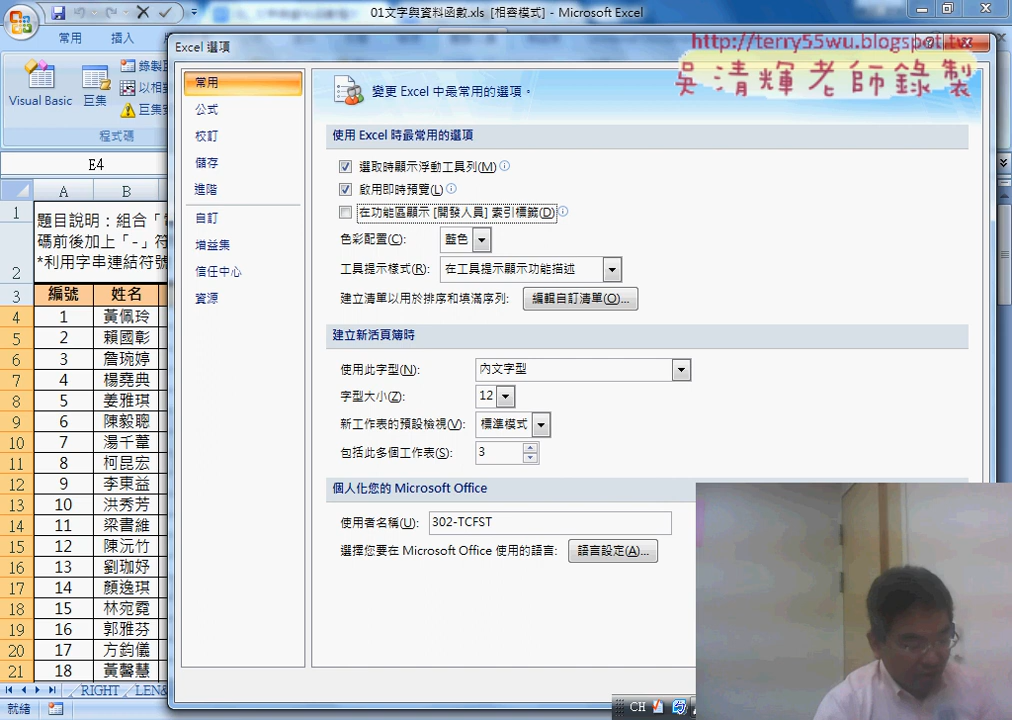 01文字與資料函數.xls [相容模式] - Microsoft Excel
常用
插入
Visual Basic
巨集
錄製
以相
巨集
程式碼
E4
A
B
1
2
題目說明：組合「
碼前後加上「-」符
*利用字串連結符號
3 編號 姓名
4 1 黃佩玲
5 2 賴國彰
6 3 詹琬婷
7 4 楊堯典
8 5 姜雅琪
9 6 陳毅聰
10 7 湯千葦
11 8 柯昆宏
12 9 李東益
13 10 洪秀芳
14 11 梁書維
15 12 陳沅竹
16 13 劉珈妤
17 14 顏逸琪
18 15 林宛霓
19 16 郭雅芬
20 17 方鈞儀
21 18 黃馨慧
RIGHT
LEN&
就緒
Excel 選項
http://terry55wu.blogspot.tw
吳清輝老師錄製
常用
公式
校訂
儲存
進階
自訂
增益集
信任中心
資源
變更 Excel 中最常用的選項。
使用 Excel 時最常用的選項
選取時顯示浮動工具列(M)
啟用即時預覽(L)
在功能區顯示 [開發人員] 索引標籤(D)
色彩配置(C): 藍色
工具提示樣式(R): 在工具提示顯示功能描述
建立清單以用於排序和填滿序列: 編輯自訂清單(O)...
建立新活頁簿時
使用此字型(N): 內文字型
字型大小(Z): 12
新工作表的預設檢視(V): 標準模式
包括此多個工作表(S): 3
個人化您的 Microsoft Office
使用者名稱(U): 302-TCFST
選擇您要在 Microsoft Office 使用的語言: 語言設定(A)...
CH